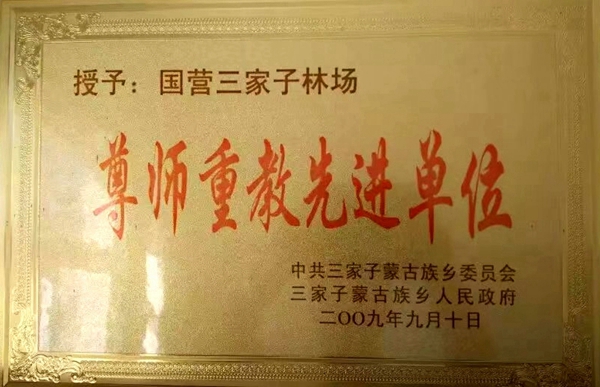 授予：国营三家子林场
尊师重教先进单位
中共三家子蒙古族乡委员会
三家子蒙古族乡人民政府
二OO九年九月十日